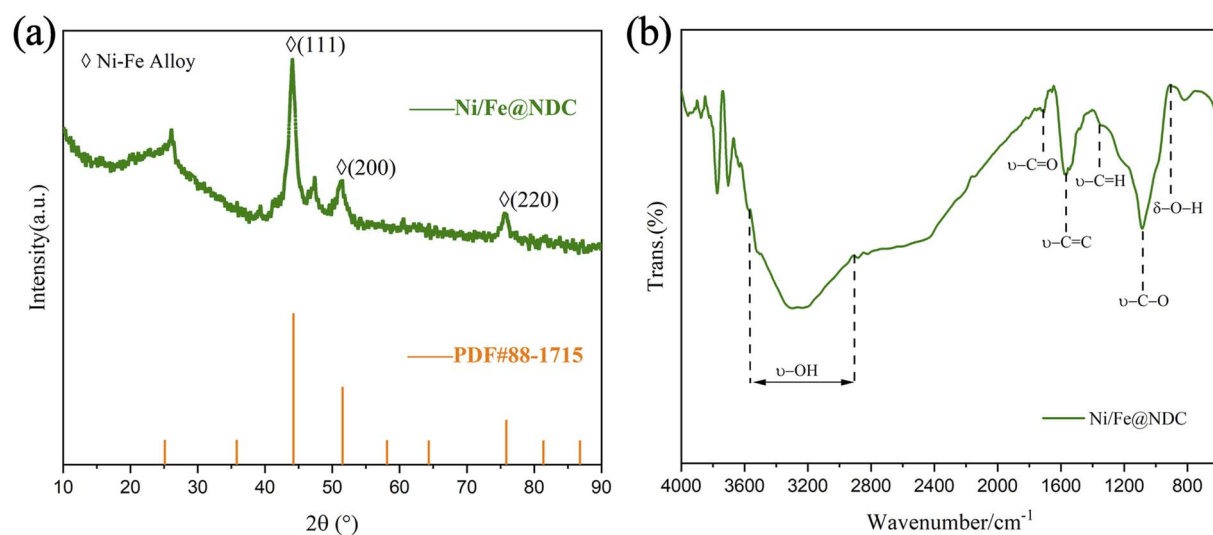 (a)
◊ Ni-Fe Alloy
◊(111)
Ni/Fe@NDC
◊(200)
◊(220)
PDF#88-1715
Intensity(a.u.)
10 20 30 40 50 60 70 80 90
2θ (°)
(b)
υ–C=O
υ–C=H
υ–C=C
δ–O–H
υ–C–O
υ–OH
Ni/Fe@NDC
Trans.(%)
4000 3600 3200 2800 2400 2000 1600 1200 800
Wavenumber/cm⁻¹